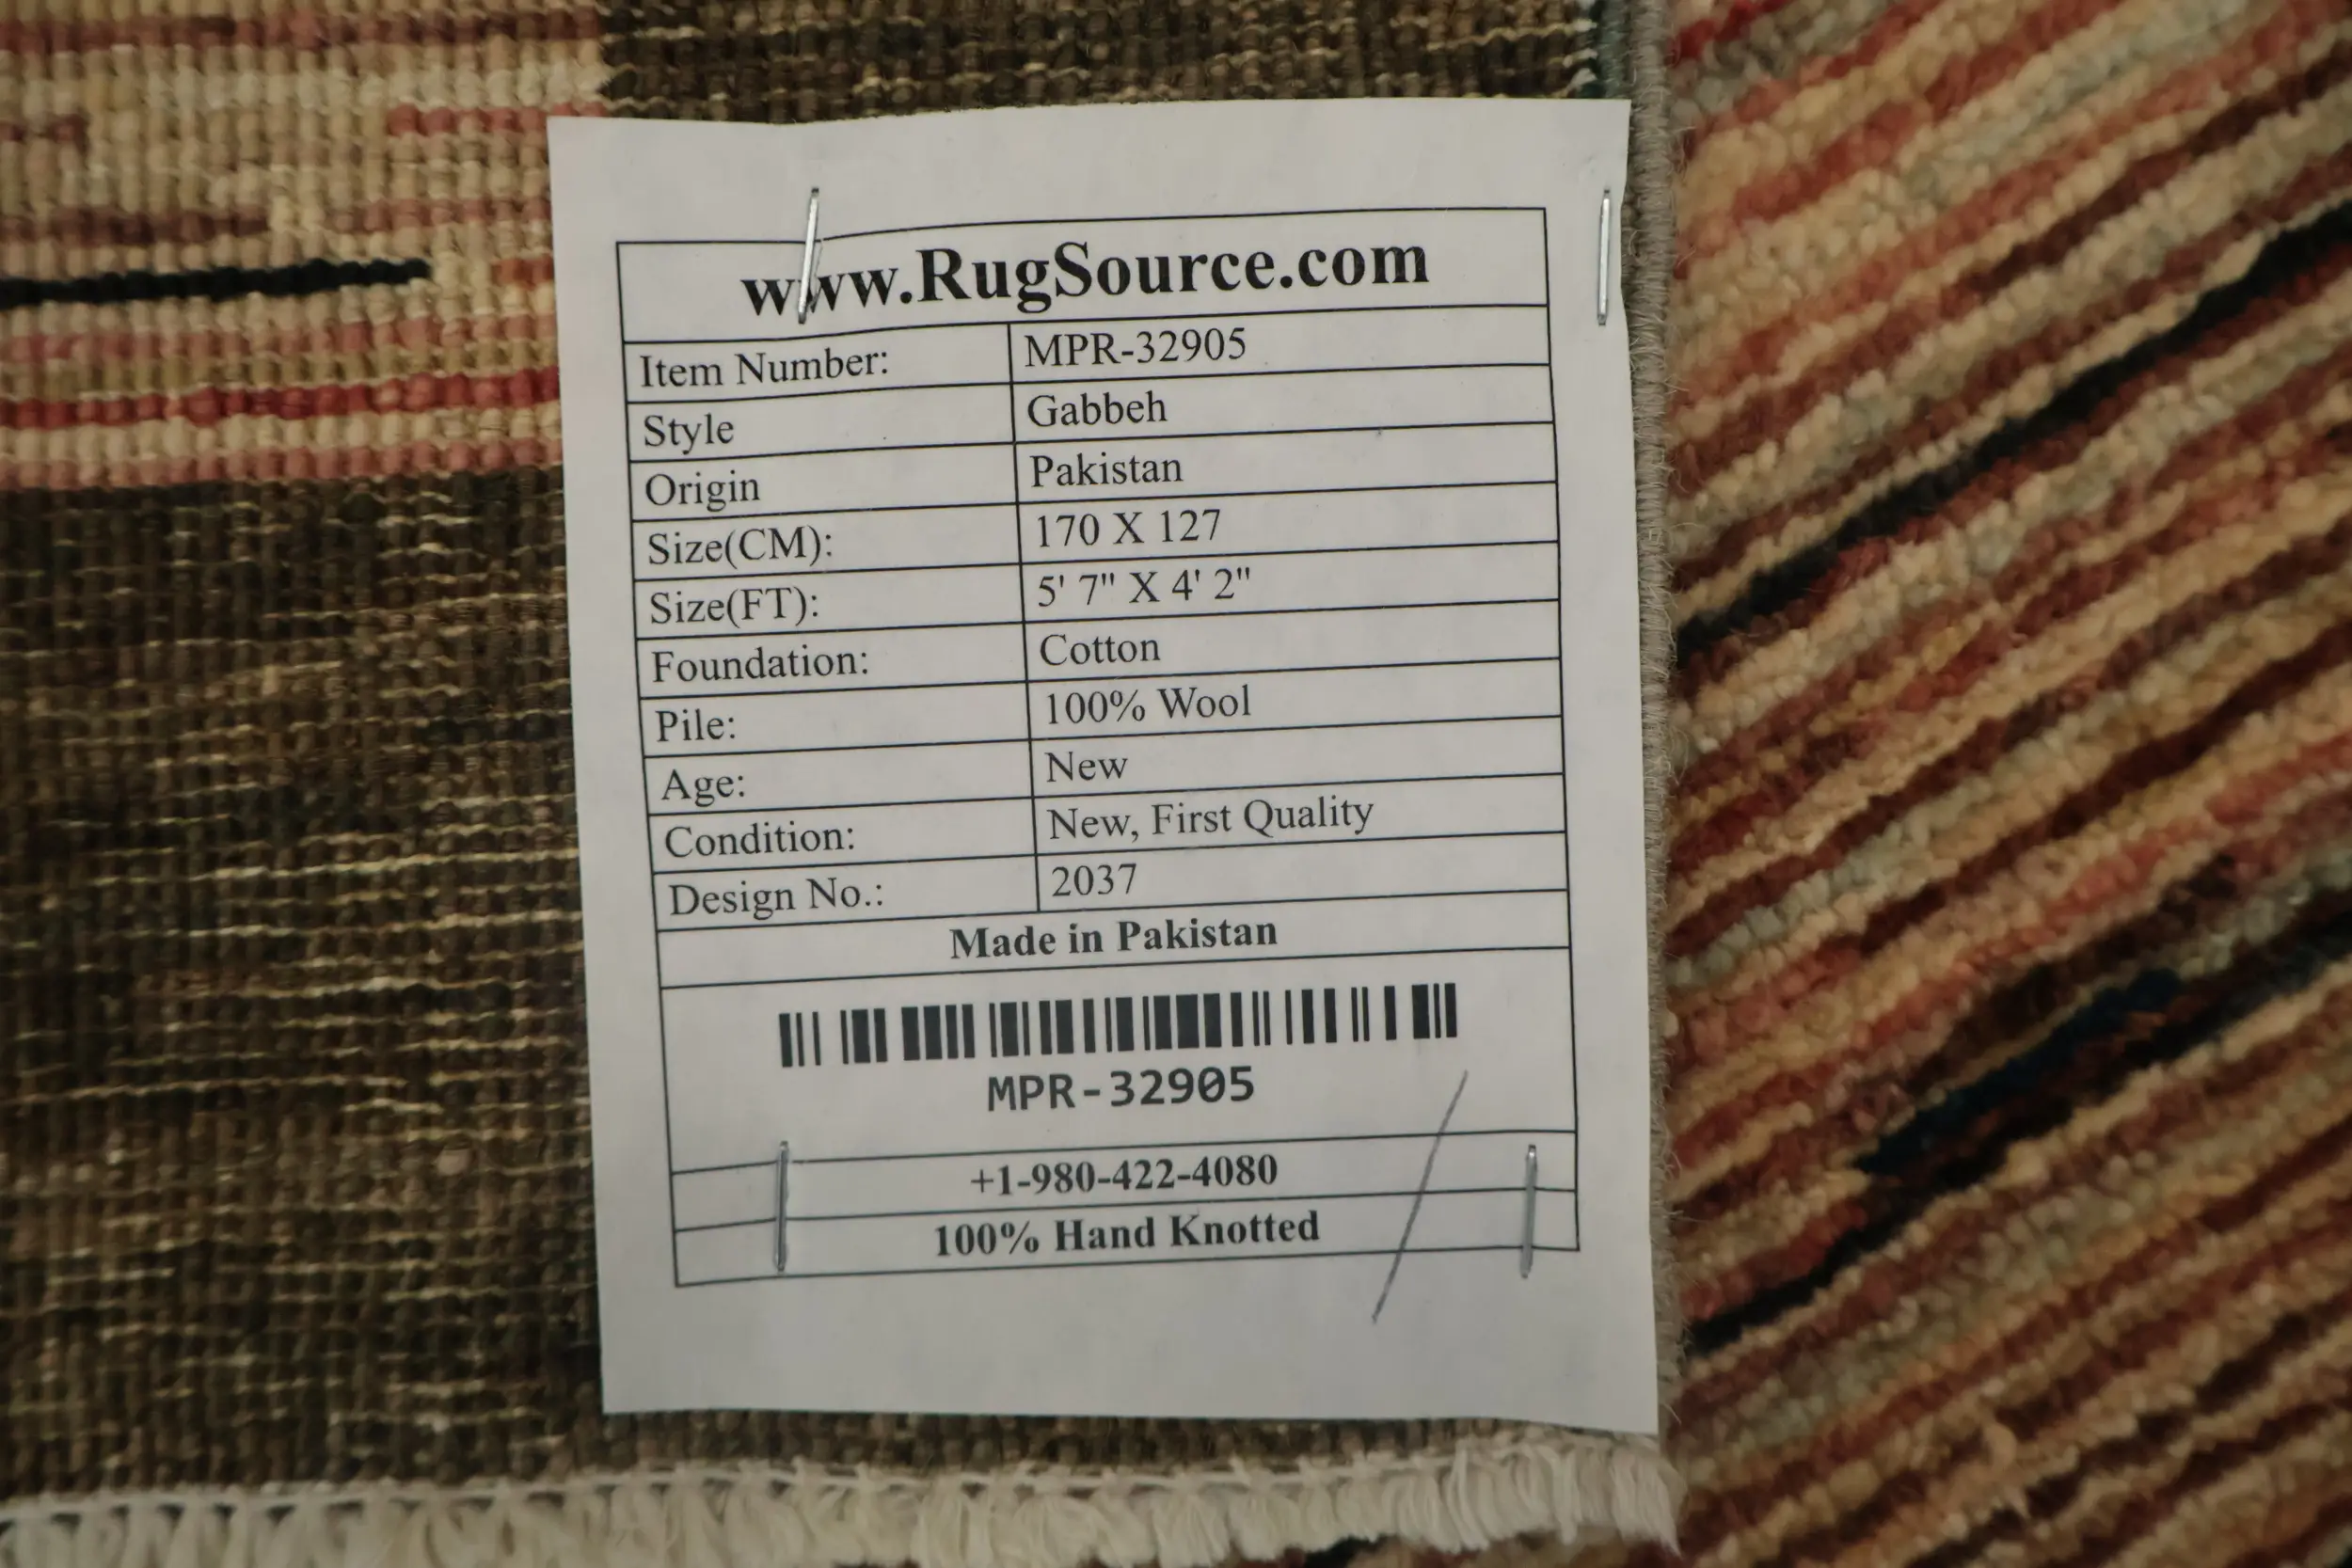 www.RugSource.com
Item Number: MPR-32905
Style Gabbeh
Origin Pakistan
Size(CM): 170 X 127
Size(FT): 5' 7" X 4' 2"
Foundation: Cotton
Pile: 100% Wool
Age: New
Condition: New, First Quality
Design No.: 2037
Made in Pakistan
MPR-32905
+1-980-422-4080
100% Hand Knotted